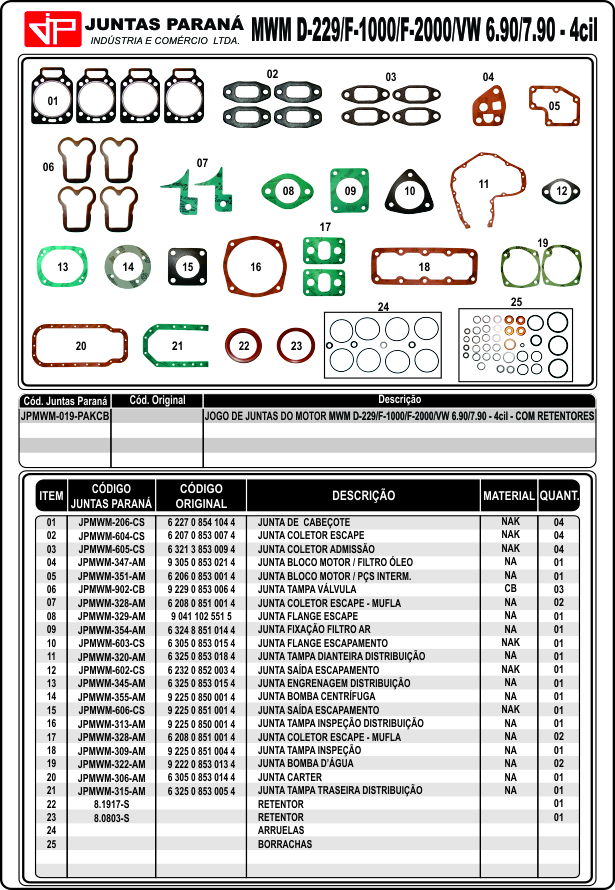 JP
JUNTAS PARANÁ
INDÚSTRIA E COMÉRCIO LTDA.
MWM D-229/F-1000/F-2000/VW 6.90/7.90 - 4cil
01
02
03
04
05
06
07
08
09
10
11
12
13
14
15
16
17
18
19
20
21
22
23
24
25
Cód. Juntas Paraná Cód. Original Descrição
JPMWM-019-PAKCB JOGO DE JUNTAS DO MOTOR MWM D-229/F-1000/F-2000/VW 6.90/7.90 - 4cil - COM RETENTORES
ITEM CÓDIGO JUNTAS PARANÁ CÓDIGO ORIGINAL DESCRIÇÃO MATERIAL QUANT.
01 JPMWM-206-CS 6 227 0 854 104 4 JUNTA DE CABEÇOTE NAK 04
02 JPMWM-604-CS 6 207 0 853 007 4 JUNTA COLETOR ESCAPE NAK 04
03 JPMWM-605-CS 6 321 3 853 009 4 JUNTA COLETOR ADMISSÃO NAK 04
04 JPMWM-347-AM 9 305 0 853 021 4 JUNTA BLOCO MOTOR / FILTRO ÓLEO NA 01
05 JPMWM-351-AM 6 206 0 853 001 4 JUNTA BLOCO MOTOR / PÇS INTERM. NA 01
06 JPMWM-902-CB 9 229 0 853 006 4 JUNTA TAMPA VÁLVULA CB 03
07 JPMWM-328-AM 6 208 0 851 001 4 JUNTA COLETOR ESCAPE - MUFLA NA 02
08 JPMWM-329-AM 9 041 102 551 5 JUNTA FLANGE ESCAPE NA 01
09 JPMWM-354-AM 6 324 8 851 014 4 JUNTA FIXAÇÃO FILTRO AR NA 01
10 JPMWM-603-CS 6 305 0 853 015 4 JUNTA FLANGE ESCAPAMENTO NAK 01
11 JPMWM-320-AM 6 325 0 853 018 4 JUNTA TAMPA DIANTEIRA DISTRIBUIÇÃO NA 01
12 JPMWM-602-CS 6 232 0 852 003 4 JUNTA SAÍDA ESCAPAMENTO NAK 01
13 JPMWM-345-AM 6 325 0 853 015 4 JUNTA ENGRENAGEM DISTRIBUIÇÃO NA 01
14 JPMWM-355-AM 9 225 0 850 001 4 JUNTA BOMBA CENTRÍFUGA NA 01
15 JPMWM-606-CS 9 225 0 851 001 4 JUNTA SAÍDA ESCAPAMENTO NAK 01
16 JPMWM-313-AM 9 225 0 850 001 4 JUNTA TAMPA INSPEÇÃO DISTRIBUIÇÃO NA 01
17 JPMWM-328-AM 6 208 0 851 001 4 JUNTA COLETOR ESCAPE - MUFLA NA 02
18 JPMWM-309-AM 9 225 0 851 004 4 JUNTA TAMPA INSPEÇÃO NA 01
19 JPMWM-322-AM 9 222 0 853 013 4 JUNTA BOMBA D'ÁGUA NA 02
20 JPMWM-306-AM 6 305 0 853 014 4 JUNTA CARTER NA 01
21 JPMWM-315-AM 6 325 0 853 005 4 JUNTA TAMPA TRASEIRA DISTRIBUIÇÃO NA 01
22 8.1917-S RETENTOR 01
23 8.0803-S RETENTOR 01
24 ARRUELAS
25 BORRACHAS